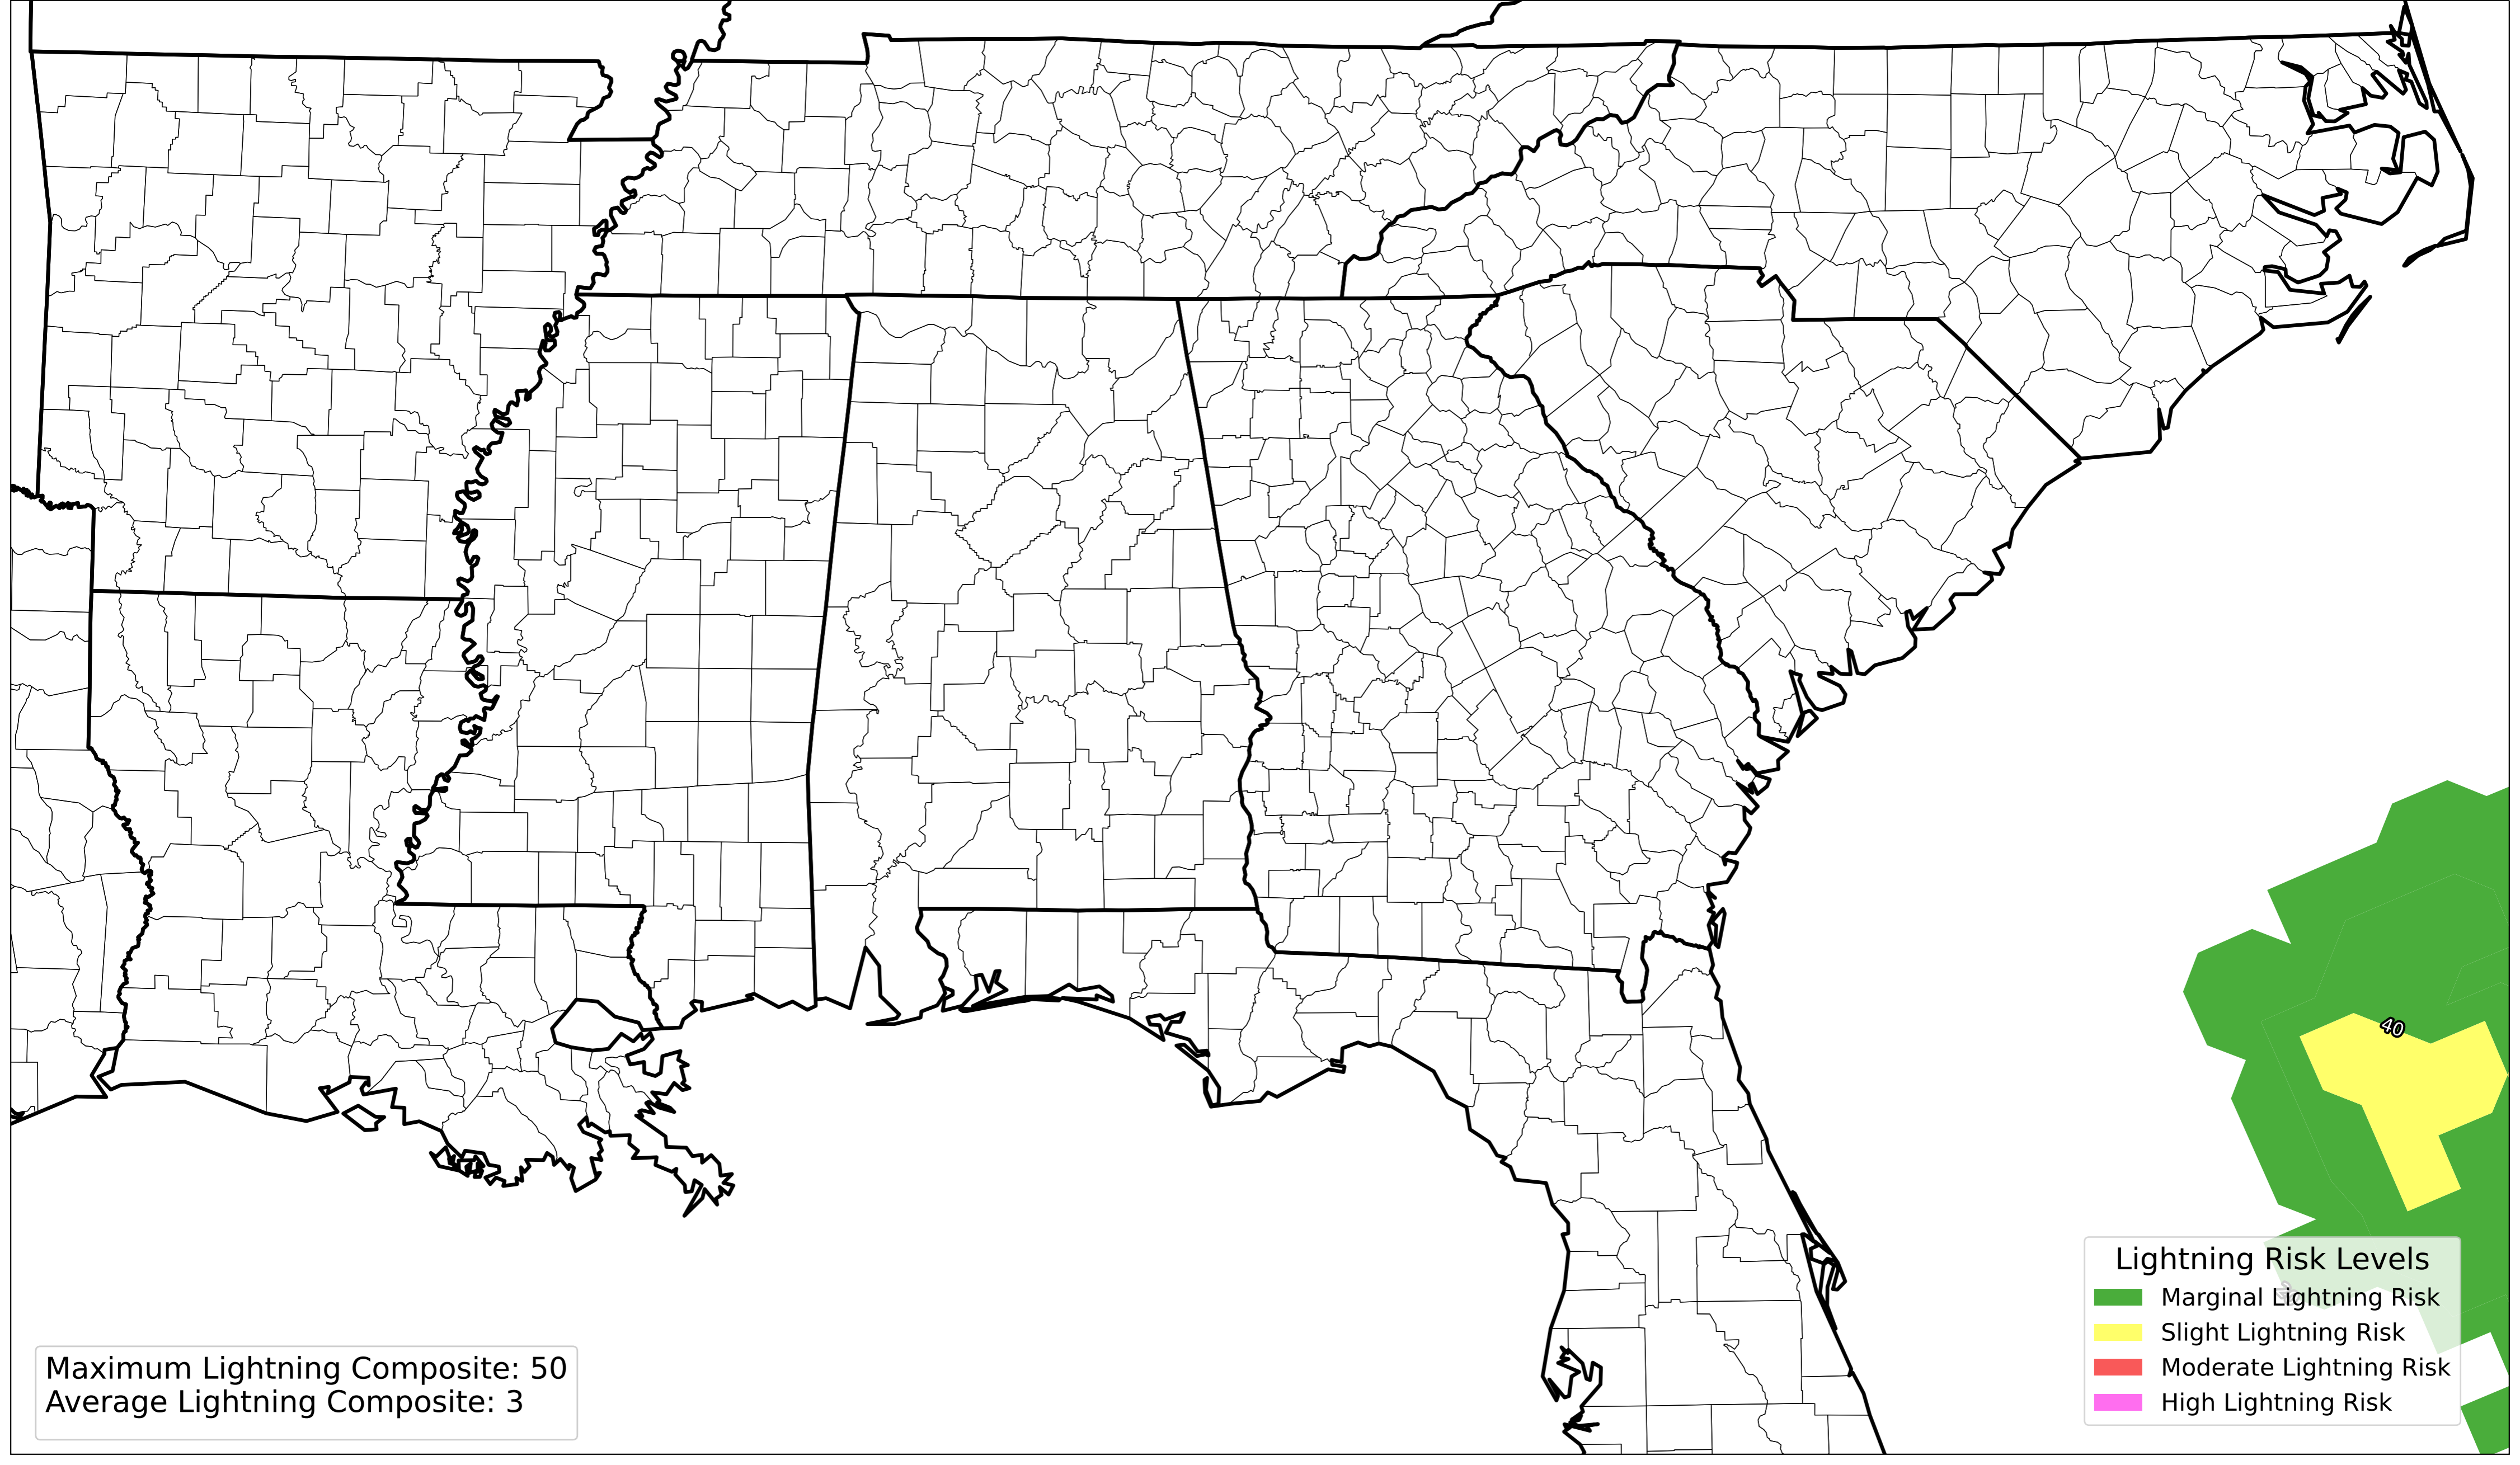 40
Lightning Risk Levels
Marginal Lightning Risk
Slight Lightning Risk
Moderate Lightning Risk
High Lightning Risk
Maximum Lightning Composite: 50
Average Lightning Composite: 3